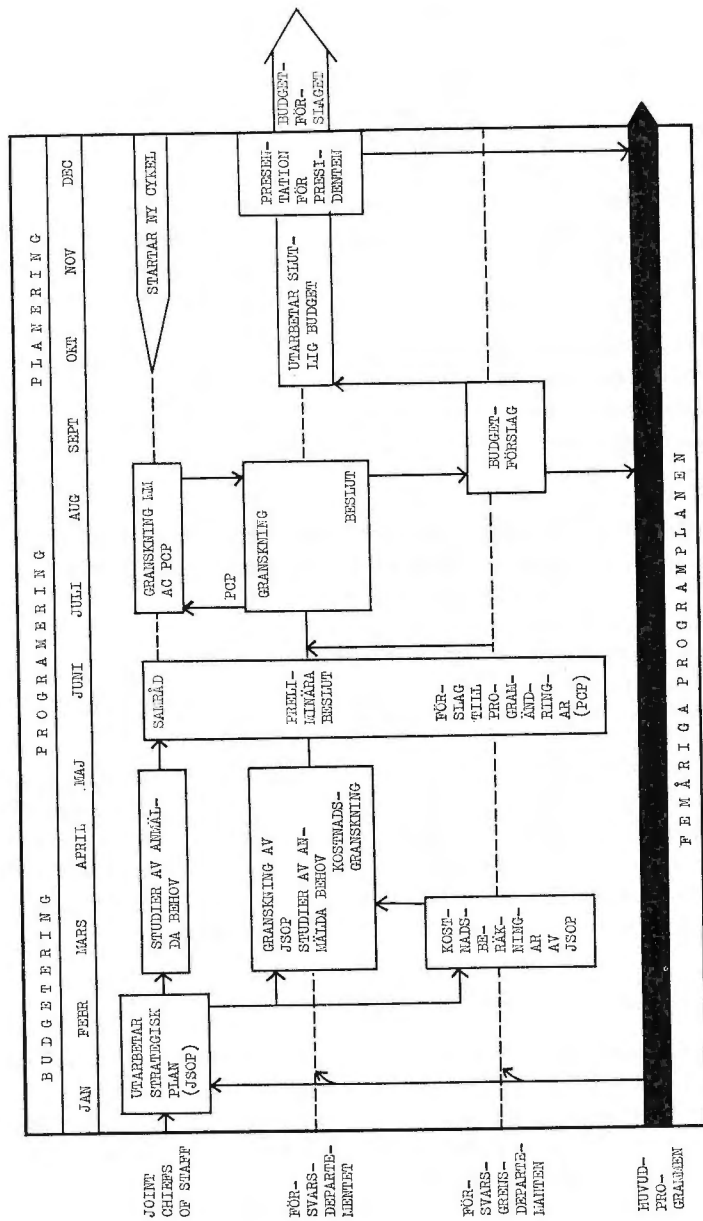 BUDGETERING
PROGRAMERING
PLANERING
JAN
FEBR
MARS
APRIL
MAJ
JUNI
JULI
AUG
SEPT
OKT
NOV
DEC
JOINT
CHIEFS
OF STAFF
UTARBETAR
STRATEGISK
PLAN
(JSOP)
STUDIER AV ANMÄL-
DA BEHOV
SAMRÅD
GRANSKNING MM
AC PCP
STARTAR NY CYKEL
FÖR-
SVARS-
DEPARTE-
MENTET
GRANSKNING AV
JSOP
STUDIER AV AN-
MÄLDA BEHOV
KOSTNADS-
GRANSKNING
PRELI-
MINÄRA
BESLUT
PCP
GRANSKNING
BESLUT
UTARBETAR SLUT-
LIG BUDGET
PRESEN-
TATION
FÖR
PRESI-
DENTEN
BUDGET-
FÖR-
SLAGET
FÖR-
SVARS-
GRENS-
DEPARTE-
MANTEN
KOST-
NADS-
BE-
RÄK-
NING-
AR AV
JSOP
FÖR-
SLAG
TILL
PRO-
GRAM-
ÄND-
RING-
AR
(PCP)
BUDGET-
FÖRSLAG
HUVUD-
PRO-
GRAMMEN
FEMÅRIGA PROGRAMPLANEN